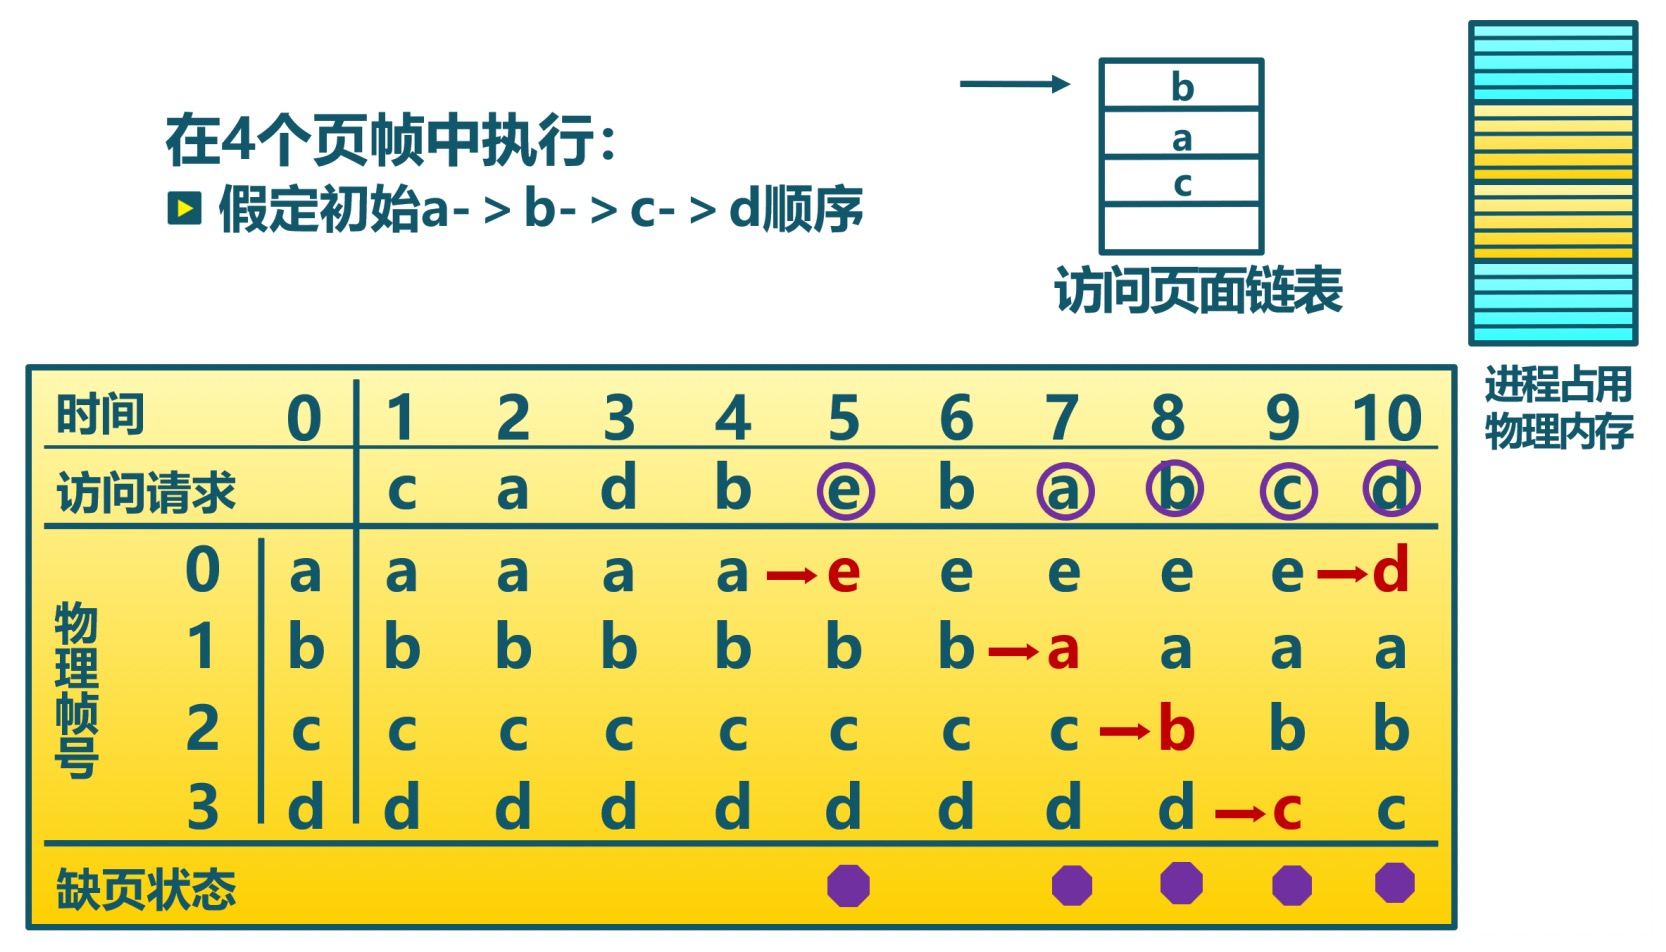 在4个页帧中执行：
假定初始a->b->c->d顺序
b
a
c
访问页面链表
进程占用
物理内存
时间 0 1 2 3 4 5 6 7 8 9 10
访问请求 c a d b e b a b c d
物理帧号
0 a a a a a e e e e e d
1 b b b b b b b a a a a
2 c c c c c c c c b b b
3 d d d d d d d d d c c
缺页状态